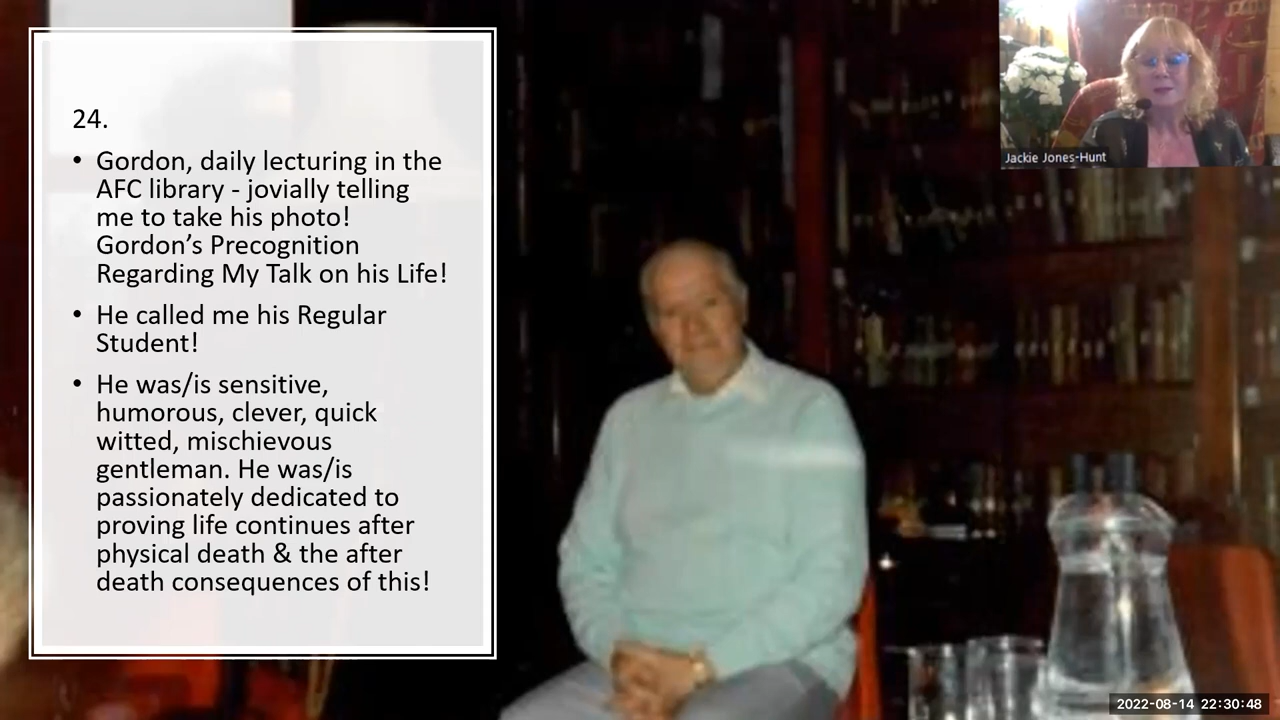 24.
• Gordon, daily lecturing in the
AFC library - jovially telling
me to take his photo!
Gordon’s Precognition
Regarding My Talk on his Life!
• He called me his Regular
Student!
• He was/is sensitive,
humorous, clever, quick
witted, mischievous
gentleman. He was/is
passionately dedicated to
proving life continues after
physical death & the after
death consequences of this!
Jackie Jones-Hunt
2022-08-14 22:30:48